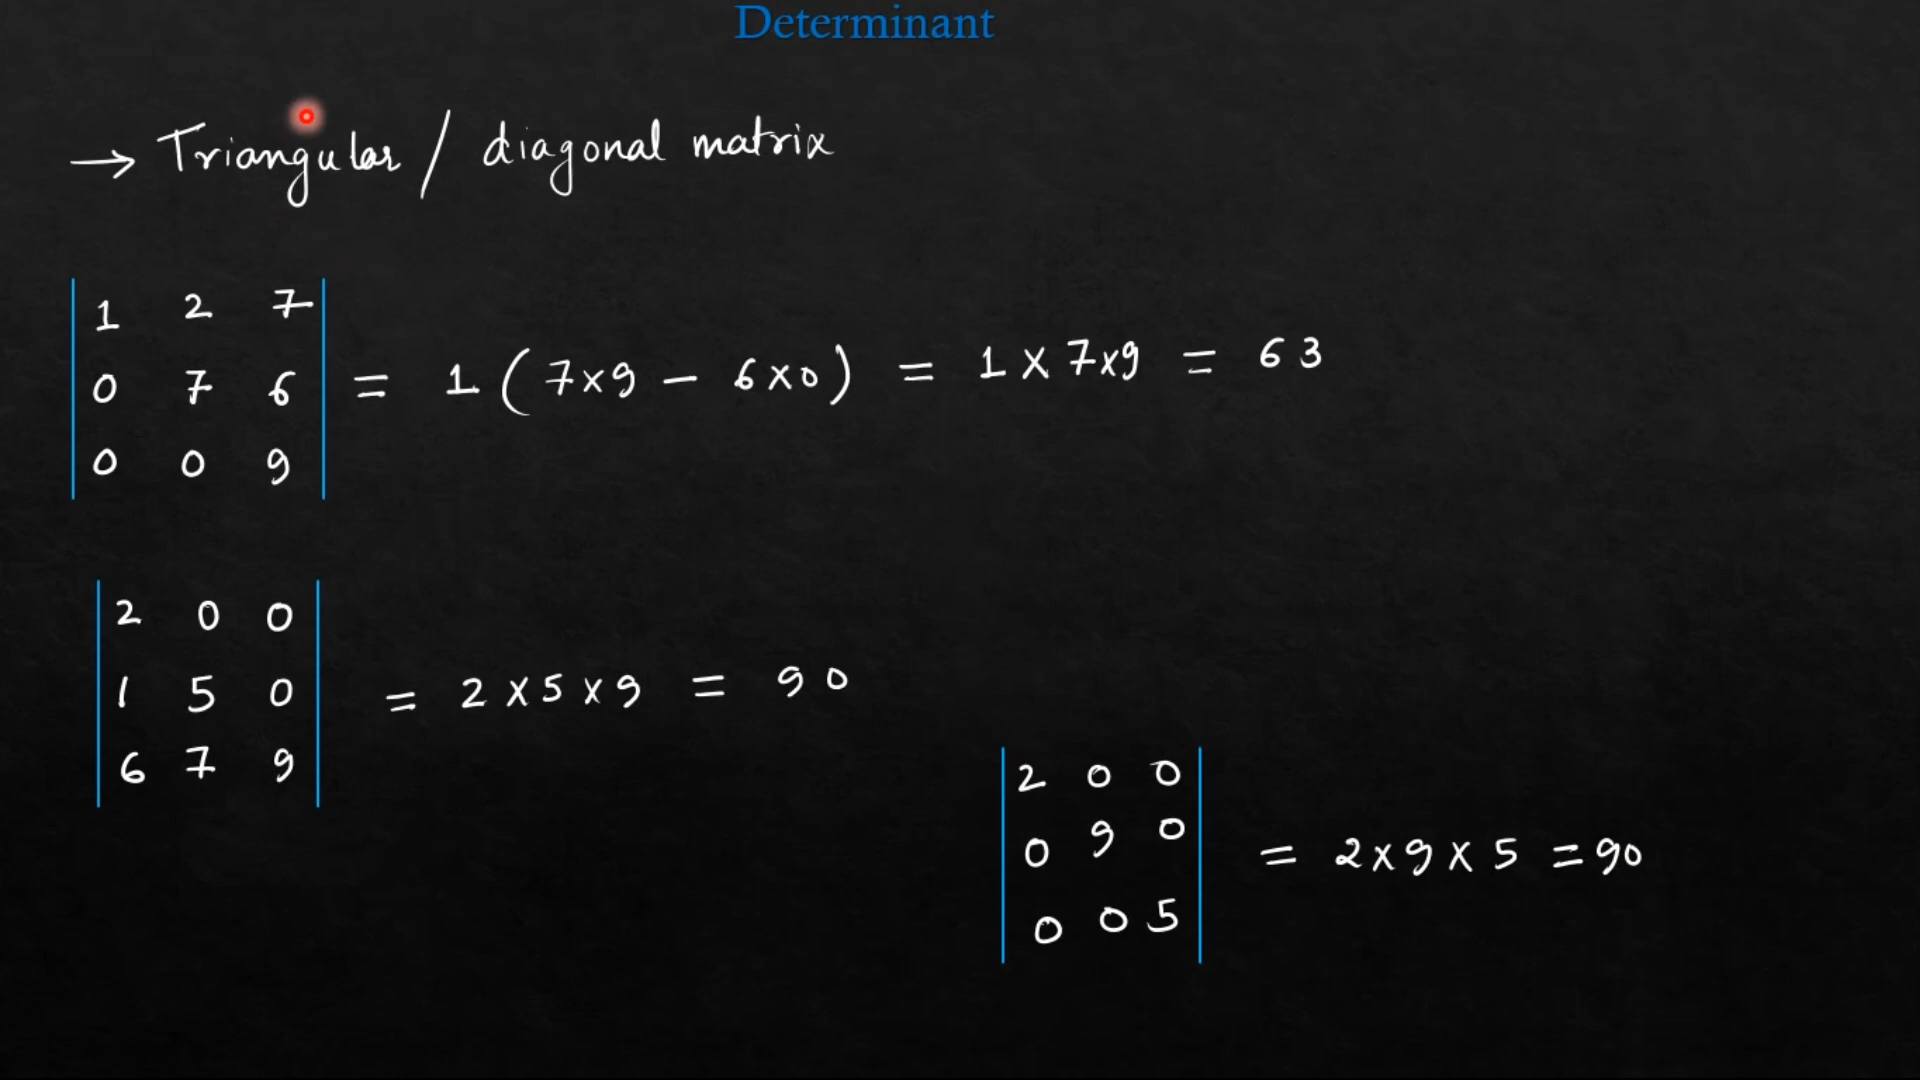 Determinant
→ Triangular / diagonal matrix
1 2 7
0 7 6 = 1 ( 7×9 − 6×0 ) = 1 × 7×9 = 63
0 0 9
2 0 0
1 5 0 = 2 × 5 × 9 = 90
6 7 9
2 0 0
0 9 0 = 2×9×5 = 90
0 0 5